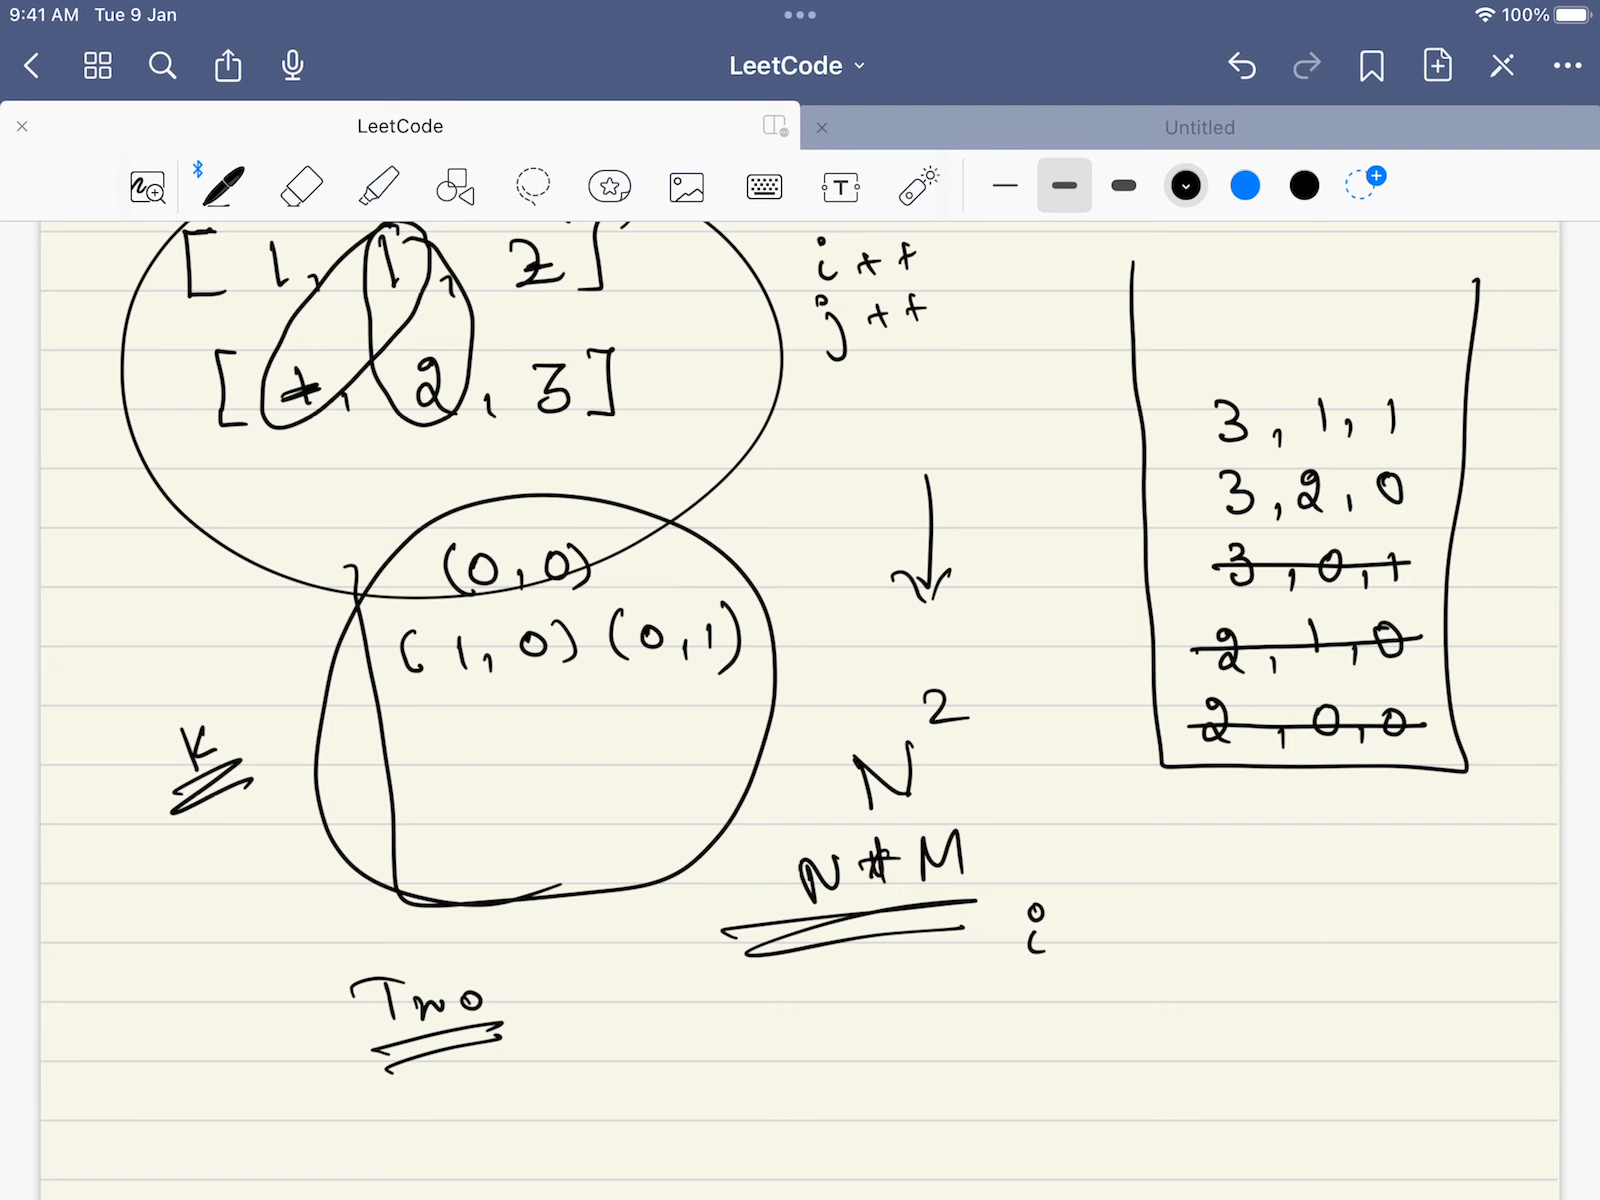 9:41 AM Tue 9 Jan
100%
LeetCode
LeetCode
Untitled
T
[ 1, 1, 2 ]
[ 1, 2, 3 ]
i++
j++
(0,0)
(1,0) (0,1)
K
N²
N * M
i
Two
3, 1, 1
3, 2, 0
3, 0, 1
2, 1, 0
2, 0, 0